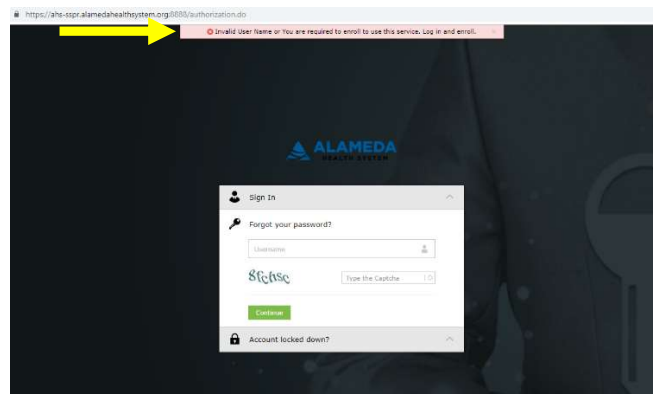 https://ahs-sspr.alamedahealthsystem.org:8888/authorization.do
Invalid User Name or You are required to enroll to use this service. Log in and enroll.
ALAMEDA
HEALTH SYSTEM
Sign In
Forgot your password?
Username
Type the Captcha
Continue
Account locked down?